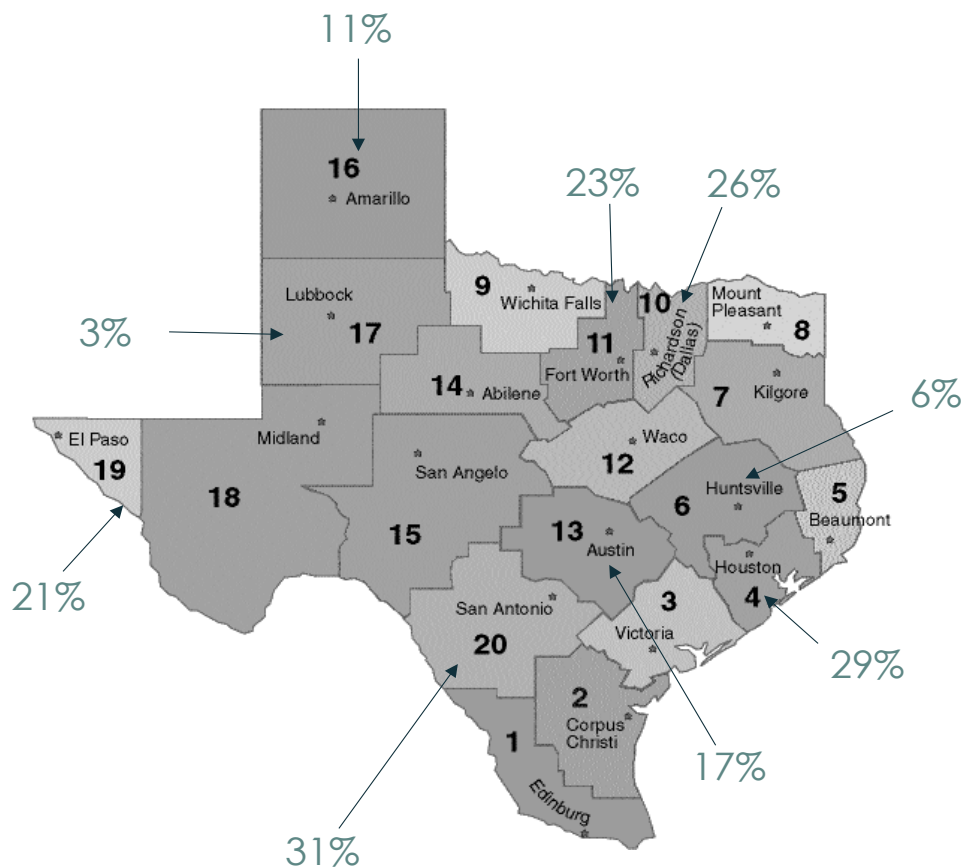 11%
16
Amarillo
23%
26%
9
Wichita Falls
10
Richardson
(Dallas)
Mount
Pleasant
8
Lubbock
17
3%
11
Fort Worth
14
Abilene
7
Kilgore
6%
El Paso
19
Midland
18
San Angelo
15
Waco
12
Huntsville
6
5
Beaumont
13
Austin
Houston
4
21%
San Antonio
20
3
Victoria
29%
2
Corpus
Christi
1
Edinburg
17%
31%